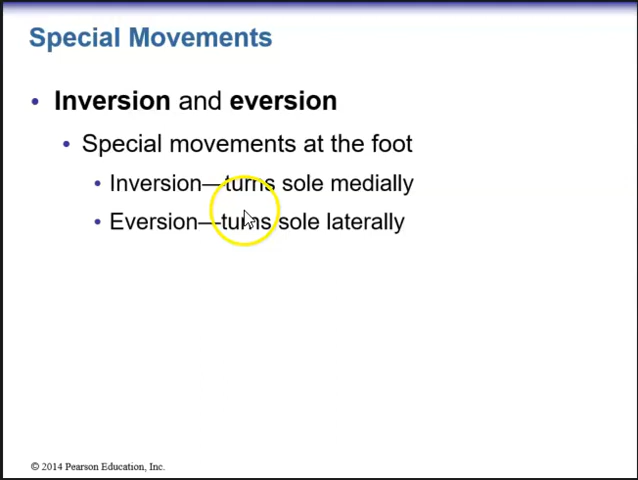 Special Movements
• Inversion and eversion
• Special movements at the foot
• Inversion—turns sole medially
• Eversion—turns sole laterally
© 2014 Pearson Education, Inc.